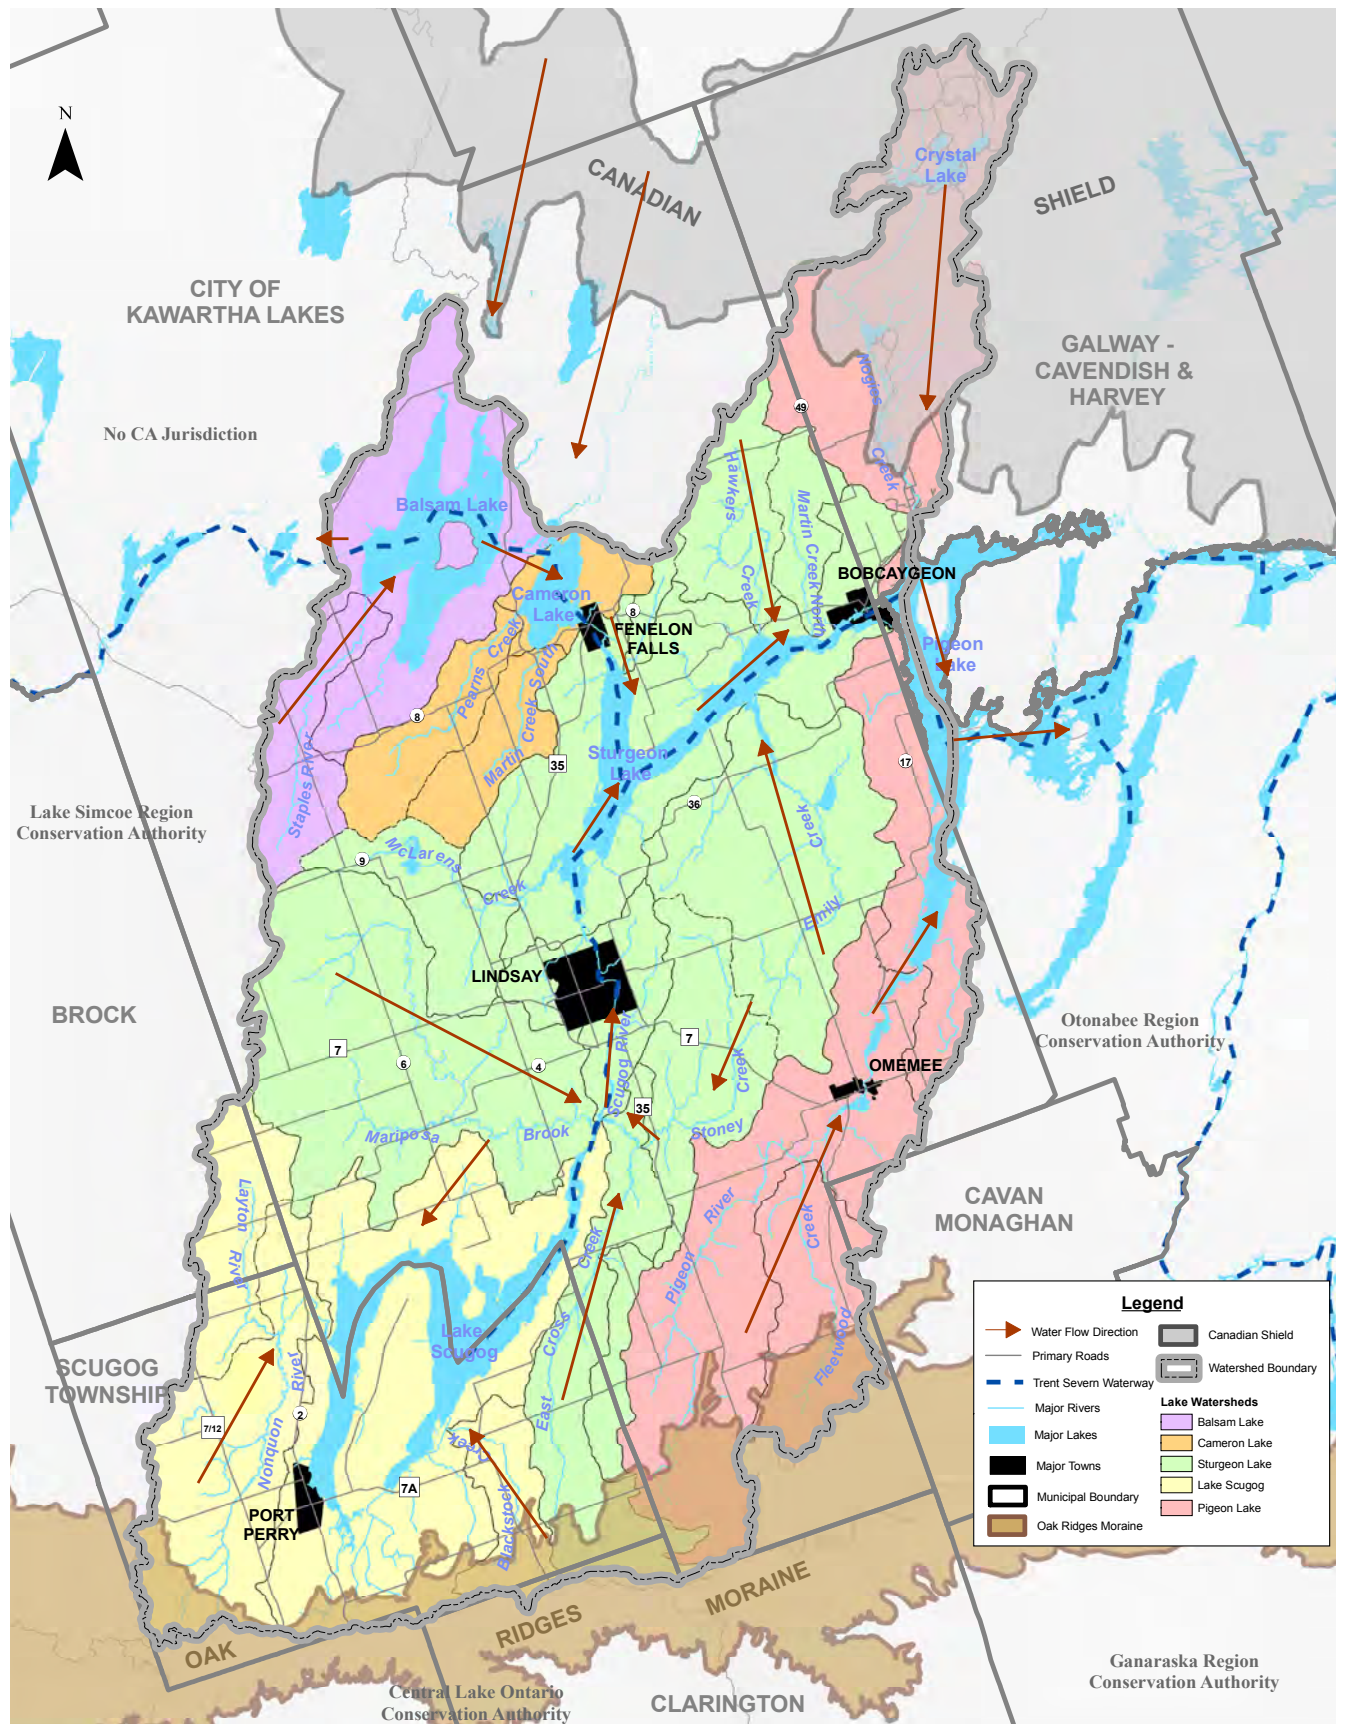 N
CANADIAN
SHIELD
Crystal
Lake
CITY OF
KAWARTHA LAKES
GALWAY -
CAVENDISH &
HARVEY
No CA Jurisdiction
Nogies
Creek
49
Hawkers
Creek
Martin Creek North
Balsam Lake
BOBCAYGEON
Cameron
Lake
8
FENELON
FALLS
Pigeon
Lake
Pearns Creek
Martin Creek South
8
35
Sturgeon
Lake
17
36
Staples River
Lake Simcoe Region
Conservation Authority
9
McLarens
Creek
Creek
Emily
LINDSAY
BROCK
Otonabee Region
Conservation Authority
7
6
4
Scugog River
7
35
Creek
Stoney
OMEMEE
Mariposa
Brook
Layton
River
CAVAN
MONAGHAN
River
Pigeon
Creek
Fleetwood
Creek
Cross
East
Lake
Scugog
SCUGOG
TOWNSHIP
River
Nonquon
7/12
2
Creek
Blackstock
7A
PORT
PERRY
Legend
Water Flow Direction
Primary Roads
Trent Severn Waterway
Major Rivers
Major Lakes
Major Towns
Municipal Boundary
Oak Ridges Moraine
Canadian Shield
Watershed Boundary
Lake Watersheds
Balsam Lake
Cameron Lake
Sturgeon Lake
Lake Scugog
Pigeon Lake
OAK
RIDGES
MORAINE
Central Lake Ontario
Conservation Authority
CLARINGTON
Ganaraska Region
Conservation Authority